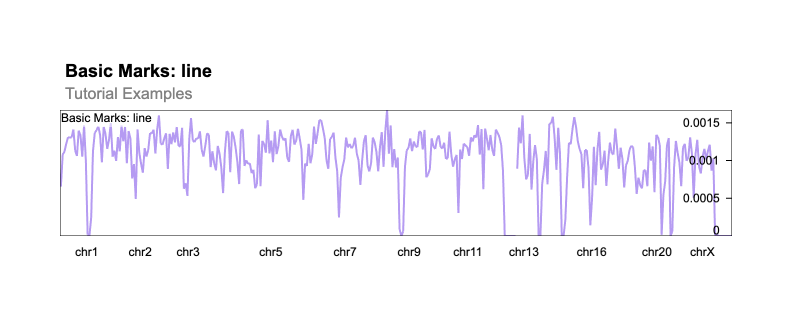 Basic Marks: line
Tutorial Examples
Basic Marks: line
0.0015
0.001
0.0005
0
chr1 chr2 chr3 chr5 chr7 chr9 chr11 chr13 chr16 chr20 chrX